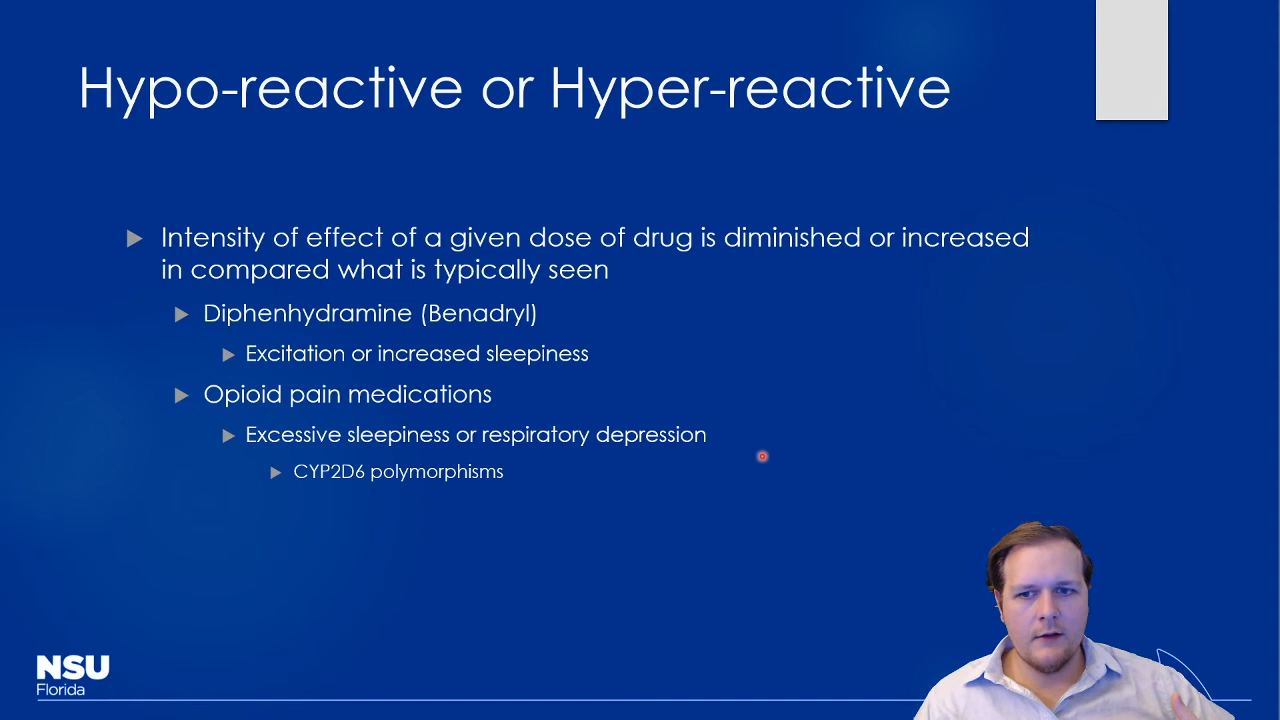 Hypo-reactive or Hyper-reactive
Intensity of effect of a given dose of drug is diminished or increased
in compared what is typically seen
Diphenhydramine (Benadryl)
Excitation or increased sleepiness
Opioid pain medications
Excessive sleepiness or respiratory depression
CYP2D6 polymorphisms
NSU
Florida